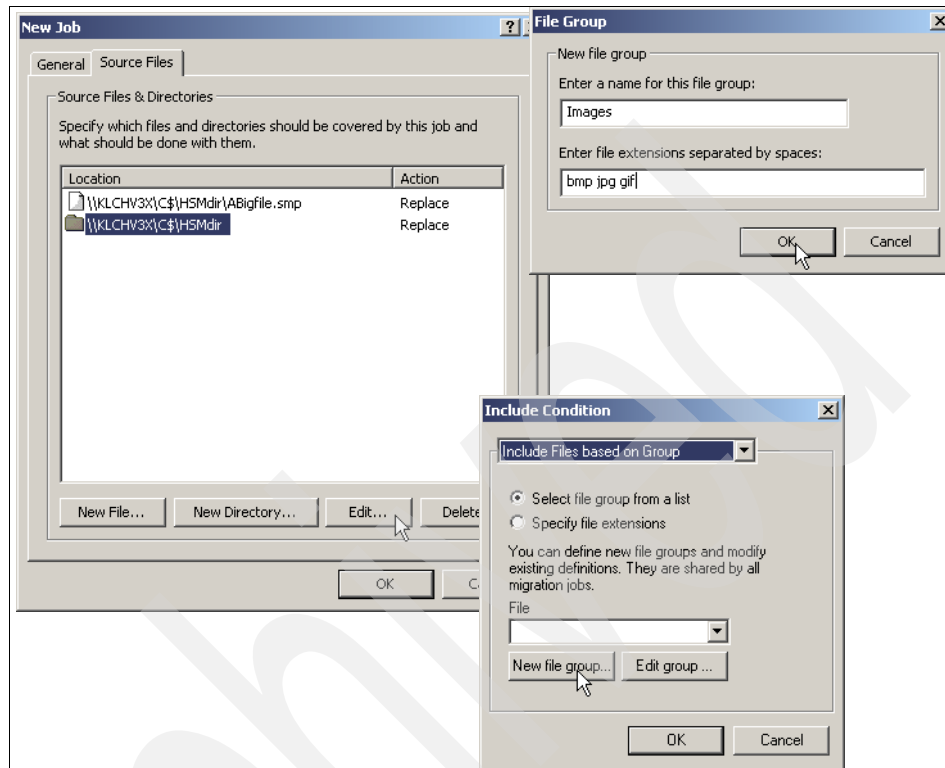 New Job
General
Source Files
Source Files & Directories
Specify which files and directories should be covered by this job and
what should be done with them.
Location
Action
\\KLCHV3X\C$\HSMdir\ABigfile.smp
Replace
\\KLCHV3X\C$\HSMdir
Replace
New File...
New Directory...
Edit...
Delete
OK
C
File Group
New file group
Enter a name for this file group:
Images
Enter file extensions separated by spaces:
bmp jpg gif
OK
Cancel
Include Condition
Include Files based on Group
Select file group from a list
Specify file extensions
You can define new file groups and modify
existing definitions. They are shared by all
migration jobs.
File
New file group...
Edit group ...
OK
Cancel